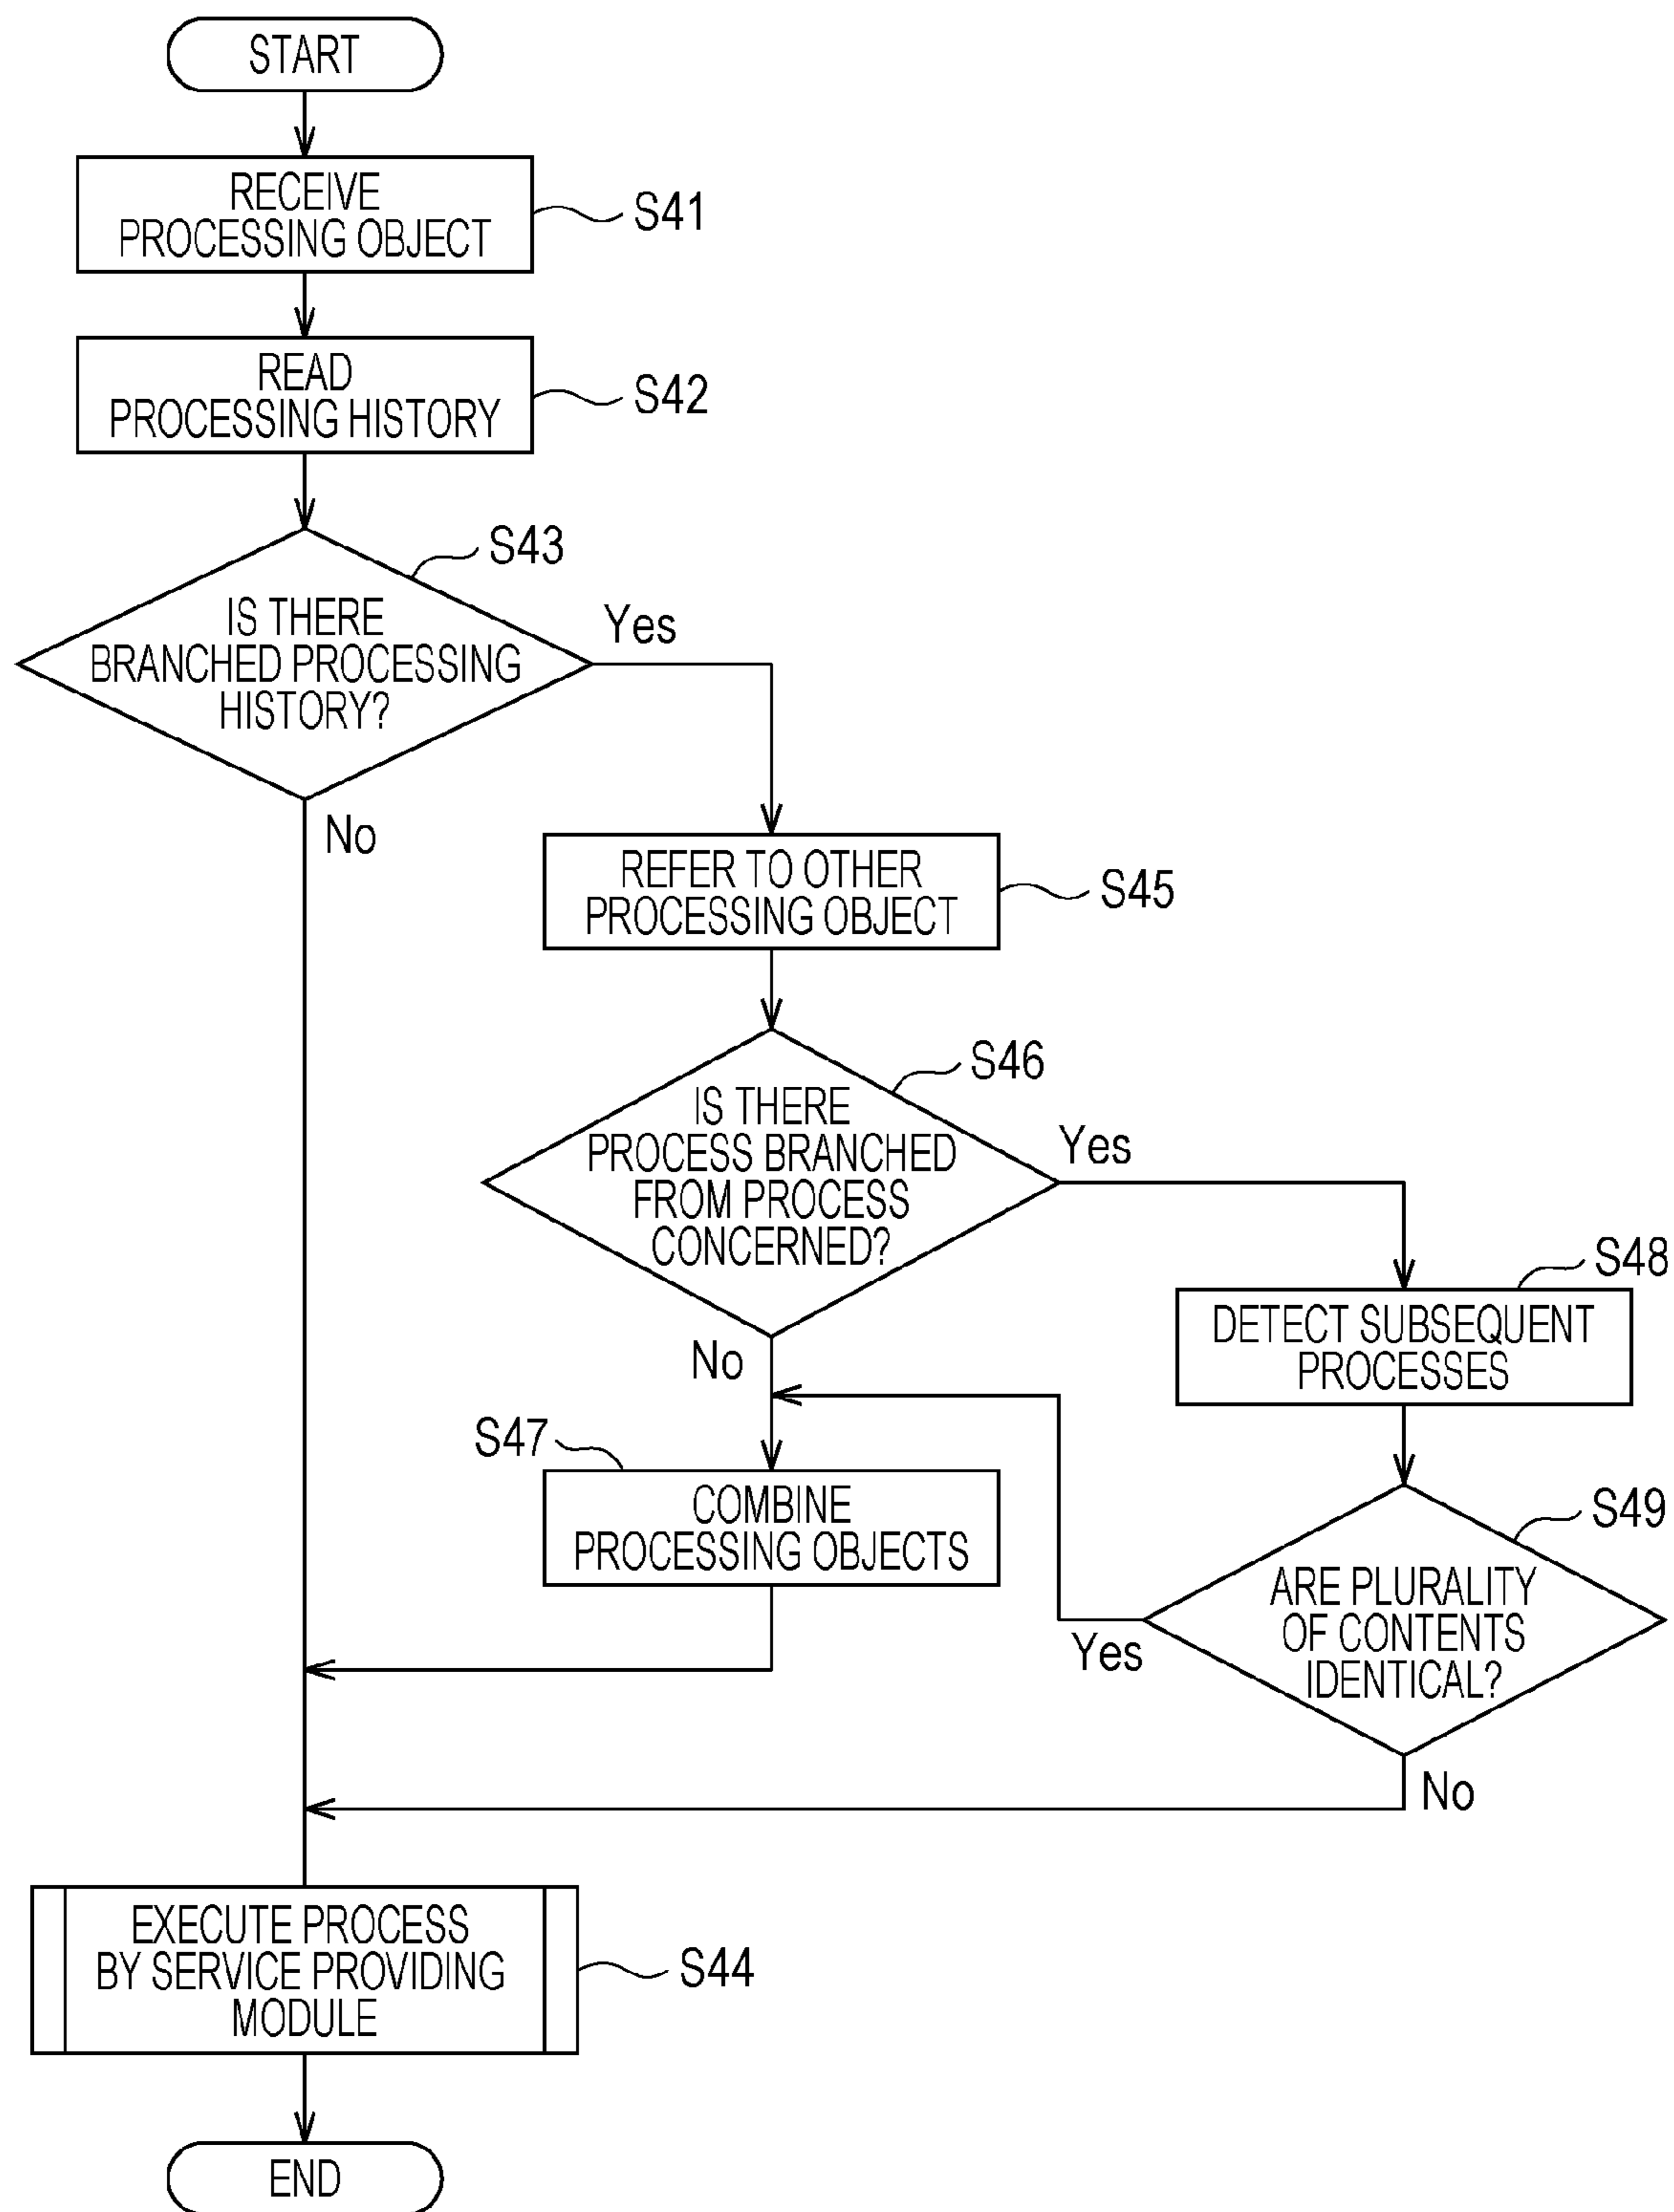 START
RECEIVE
PROCESSING OBJECT
S41
READ
PROCESSING HISTORY
S42
S43
IS THERE
BRANCHED PROCESSING
HISTORY?
Yes
No
REFER TO OTHER
PROCESSING OBJECT
S45
S46
IS THERE
PROCESS BRANCHED
FROM PROCESS
CONCERNED?
Yes
No
S48
DETECT SUBSEQUENT
PROCESSES
S47
COMBINE
PROCESSING OBJECTS
S49
ARE PLURALITY
OF CONTENTS
IDENTICAL?
Yes
No
EXECUTE PROCESS
BY SERVICE PROVIDING
MODULE
S44
END